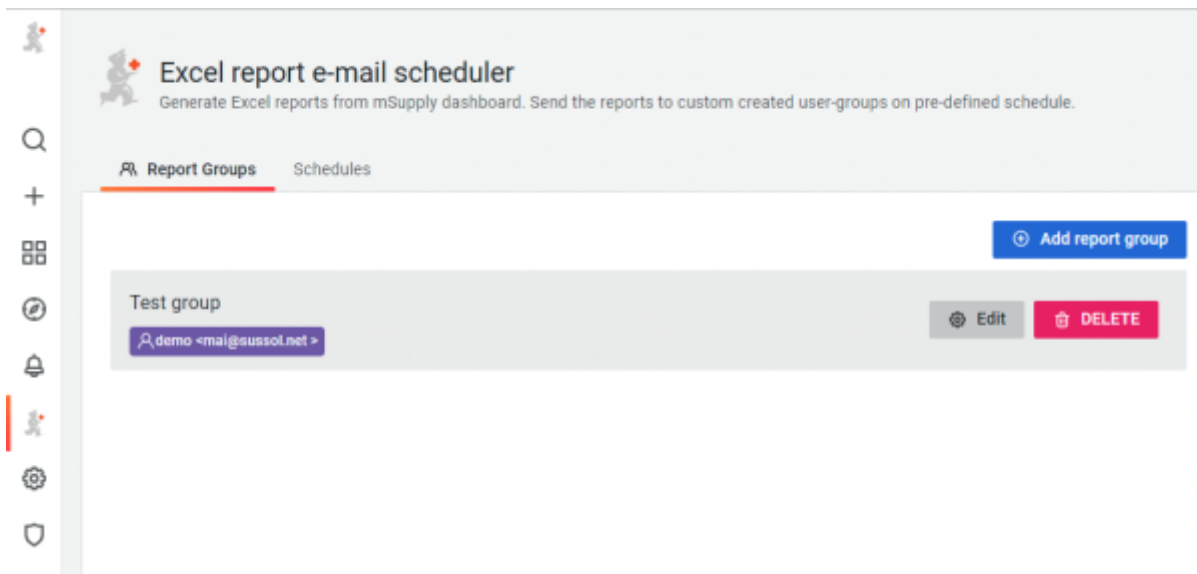 Excel report e-mail scheduler
Generate Excel reports from mSupply dashboard. Send the reports to custom created user-groups on pre-defined schedule.
Report Groups Schedules
Add report group
Test group
Edit DELETE
demo <mai@sussol.net >